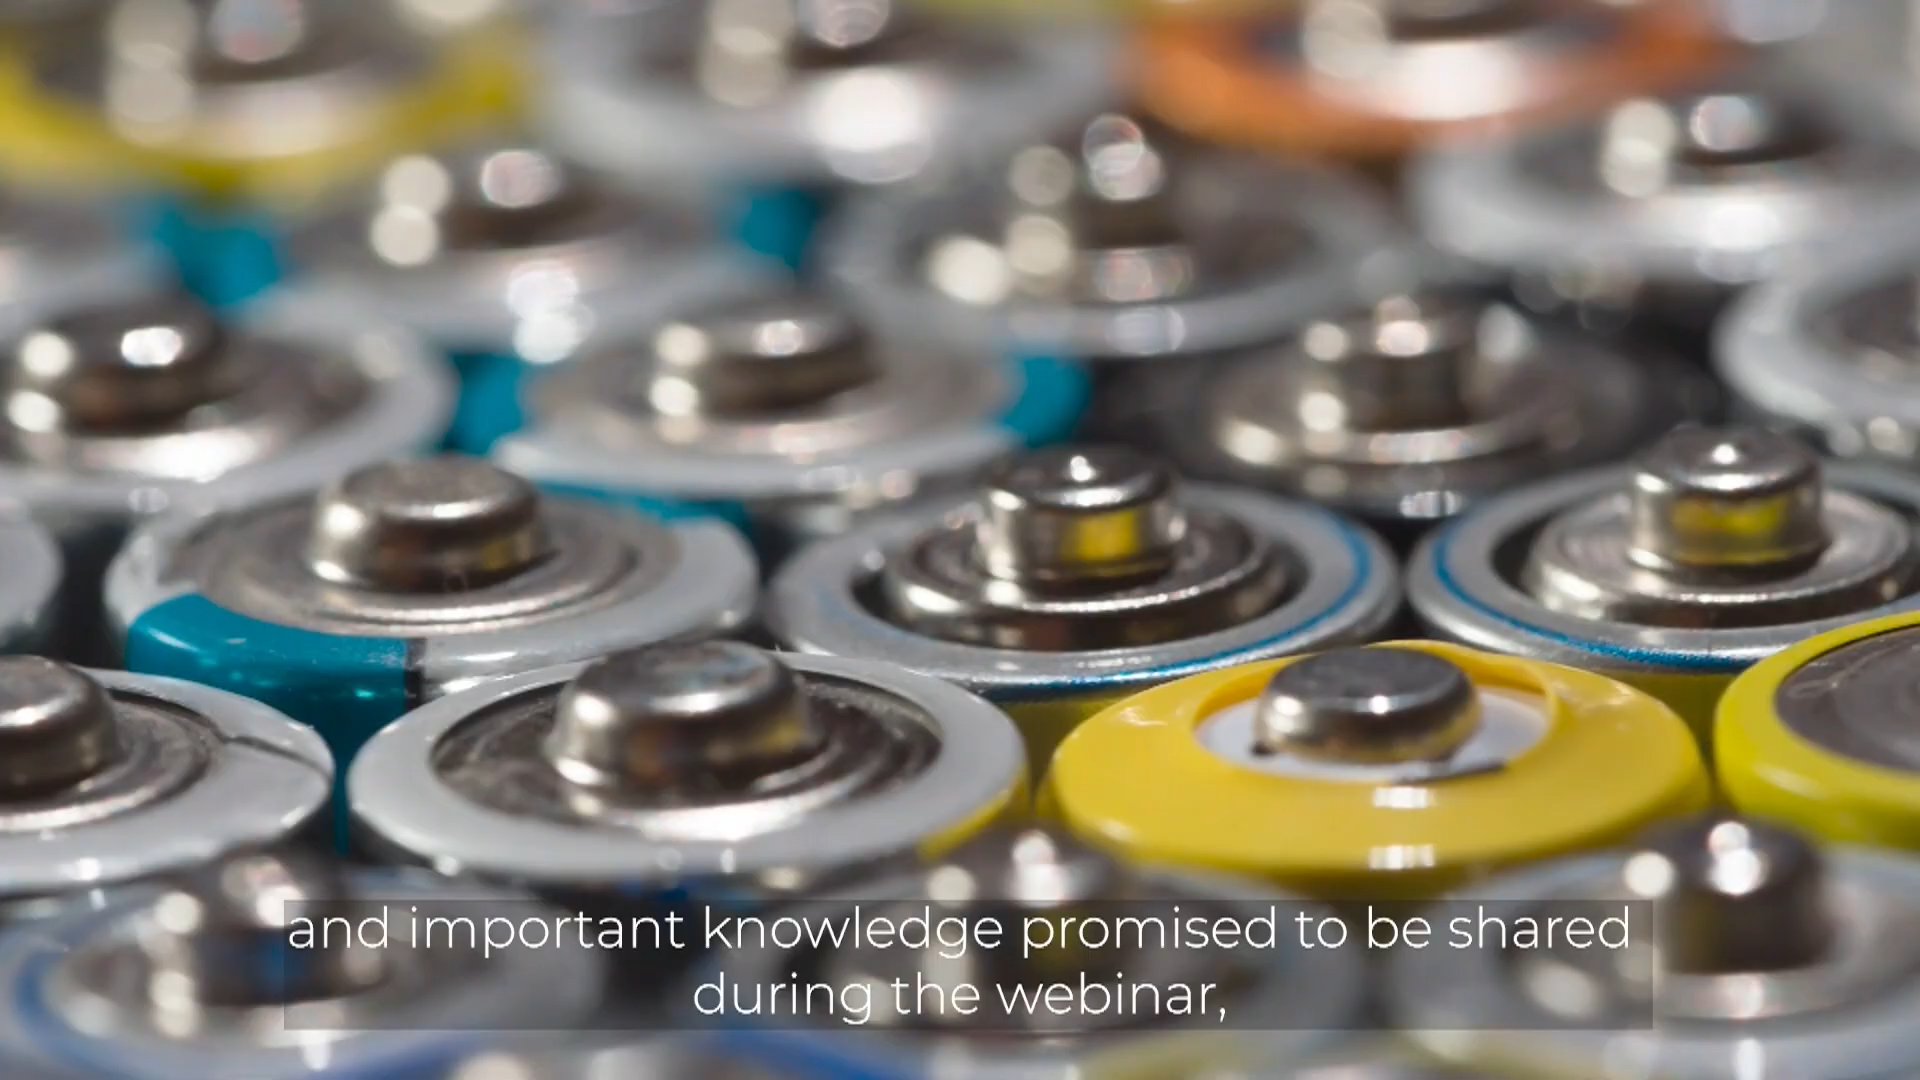 and important knowledge promised to be shared
during the webinar,